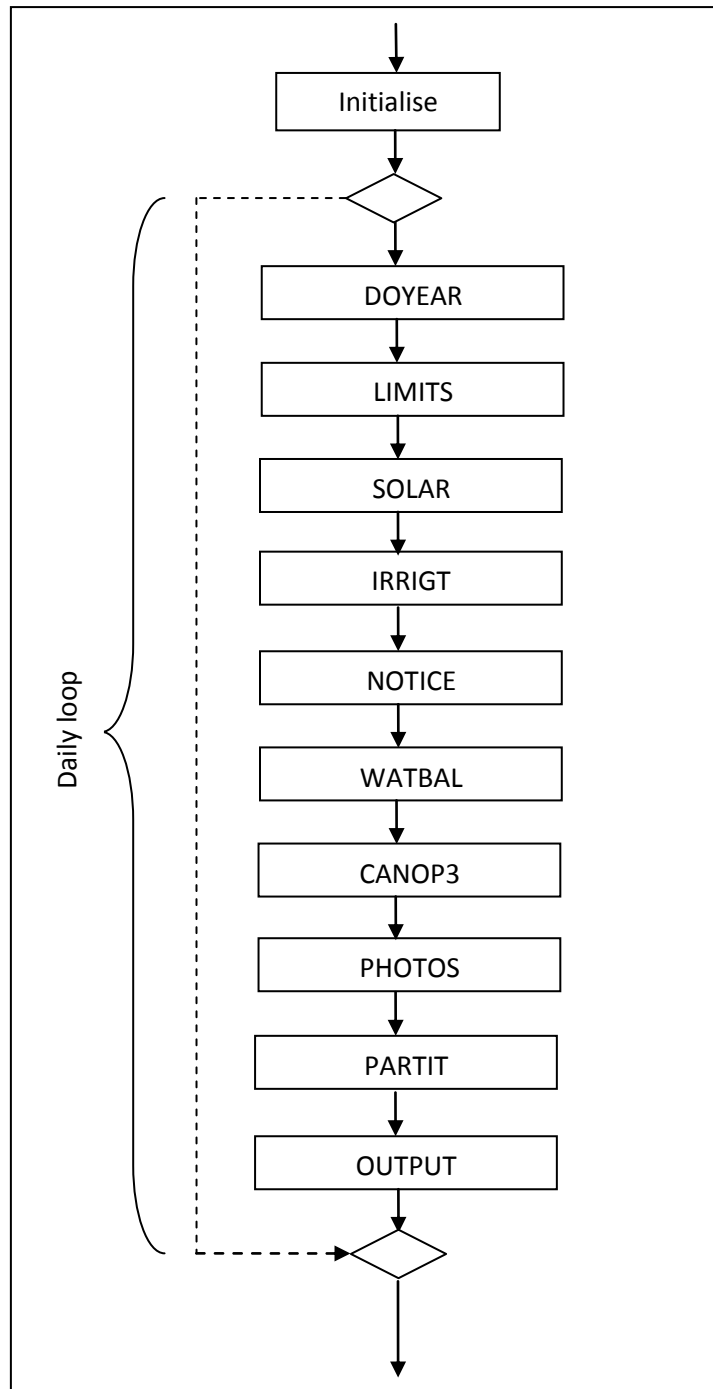 Initialise
DOYEAR
LIMITS
SOLAR
IRRIGT
NOTICE
WATBAL
CANOP3
PHOTOS
PARTIT
OUTPUT
Daily loop